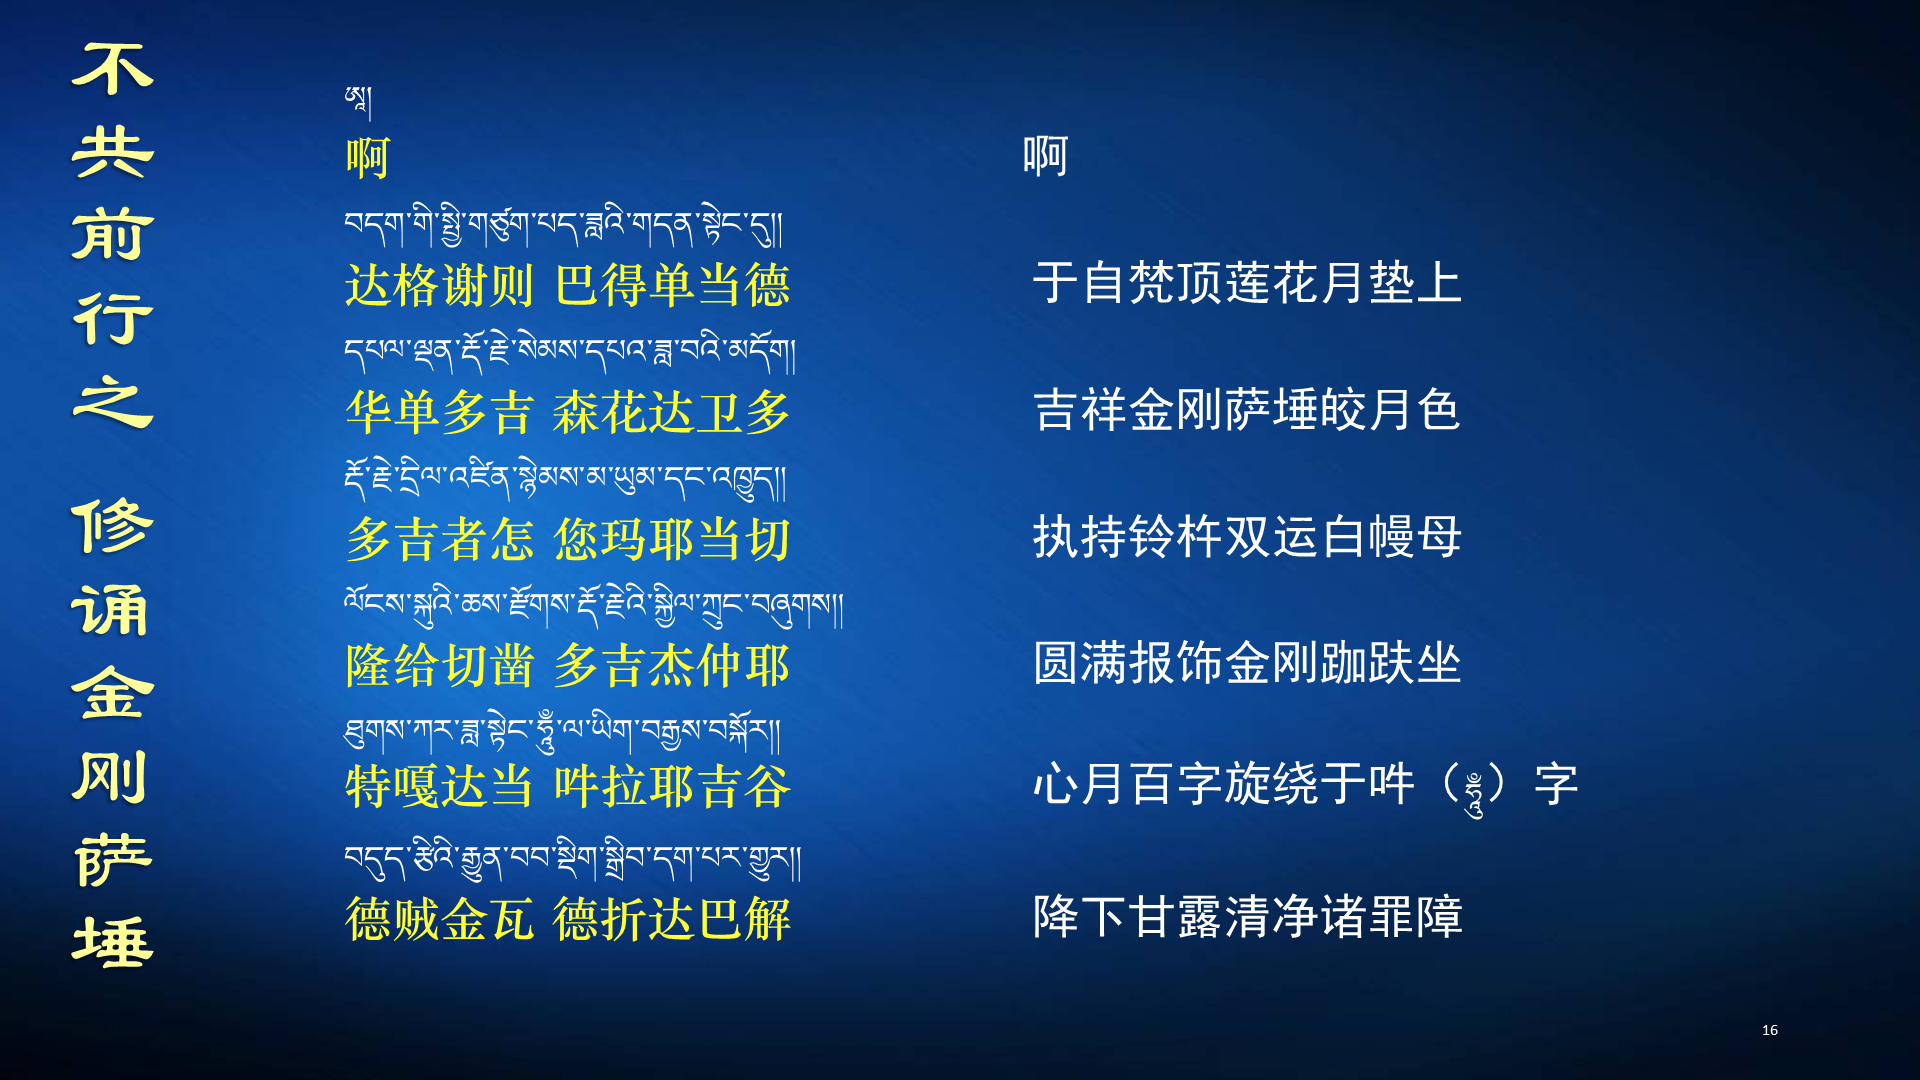 不共前行之 修诵金刚萨埵
ཨཱ།
啊
啊
བདག་གི་སྤྱི་གཙུག་པད་ཟླའི་གདན་སྟེང་དུ།།
达格谢则 巴得单当德
于自梵顶莲花月垫上
དཔལ་ལྡན་རྡོ་རྗེ་སེམས་དཔའ་ཟླ་བའི་མདོག།
华单多吉 森花达卫多
吉祥金刚萨埵皎月色
རྡོ་རྗེ་དྲིལ་འཛིན་སྙེམས་མ་ཡུམ་དང་འཁྱུད།།
多吉者怎 您玛耶当切
执持铃杵双运白幔母
ལོངས་སྐུའི་ཆས་རྫོགས་རྡོ་རྗེའི་སྐྱིལ་ཀྲུང་བཞུགས།།
隆给切凿 多吉杰仲耶
圆满报饰金刚跏趺坐
ཐུགས་ཀར་ཟླ་སྟེང་ཧཱུྃ་ལ་ཡིག་བརྒྱས་བསྐོར།།
特嘎达当 吽拉耶吉谷
心月百字旋绕于吽（ཧཱུྃ）字
བདུད་རྩིའི་རྒྱུན་བབ་སྡིག་སྒྲིབ་དག་པར་གྱུར།།
德贼金瓦 德折达巴解
降下甘露清净诸罪障
16